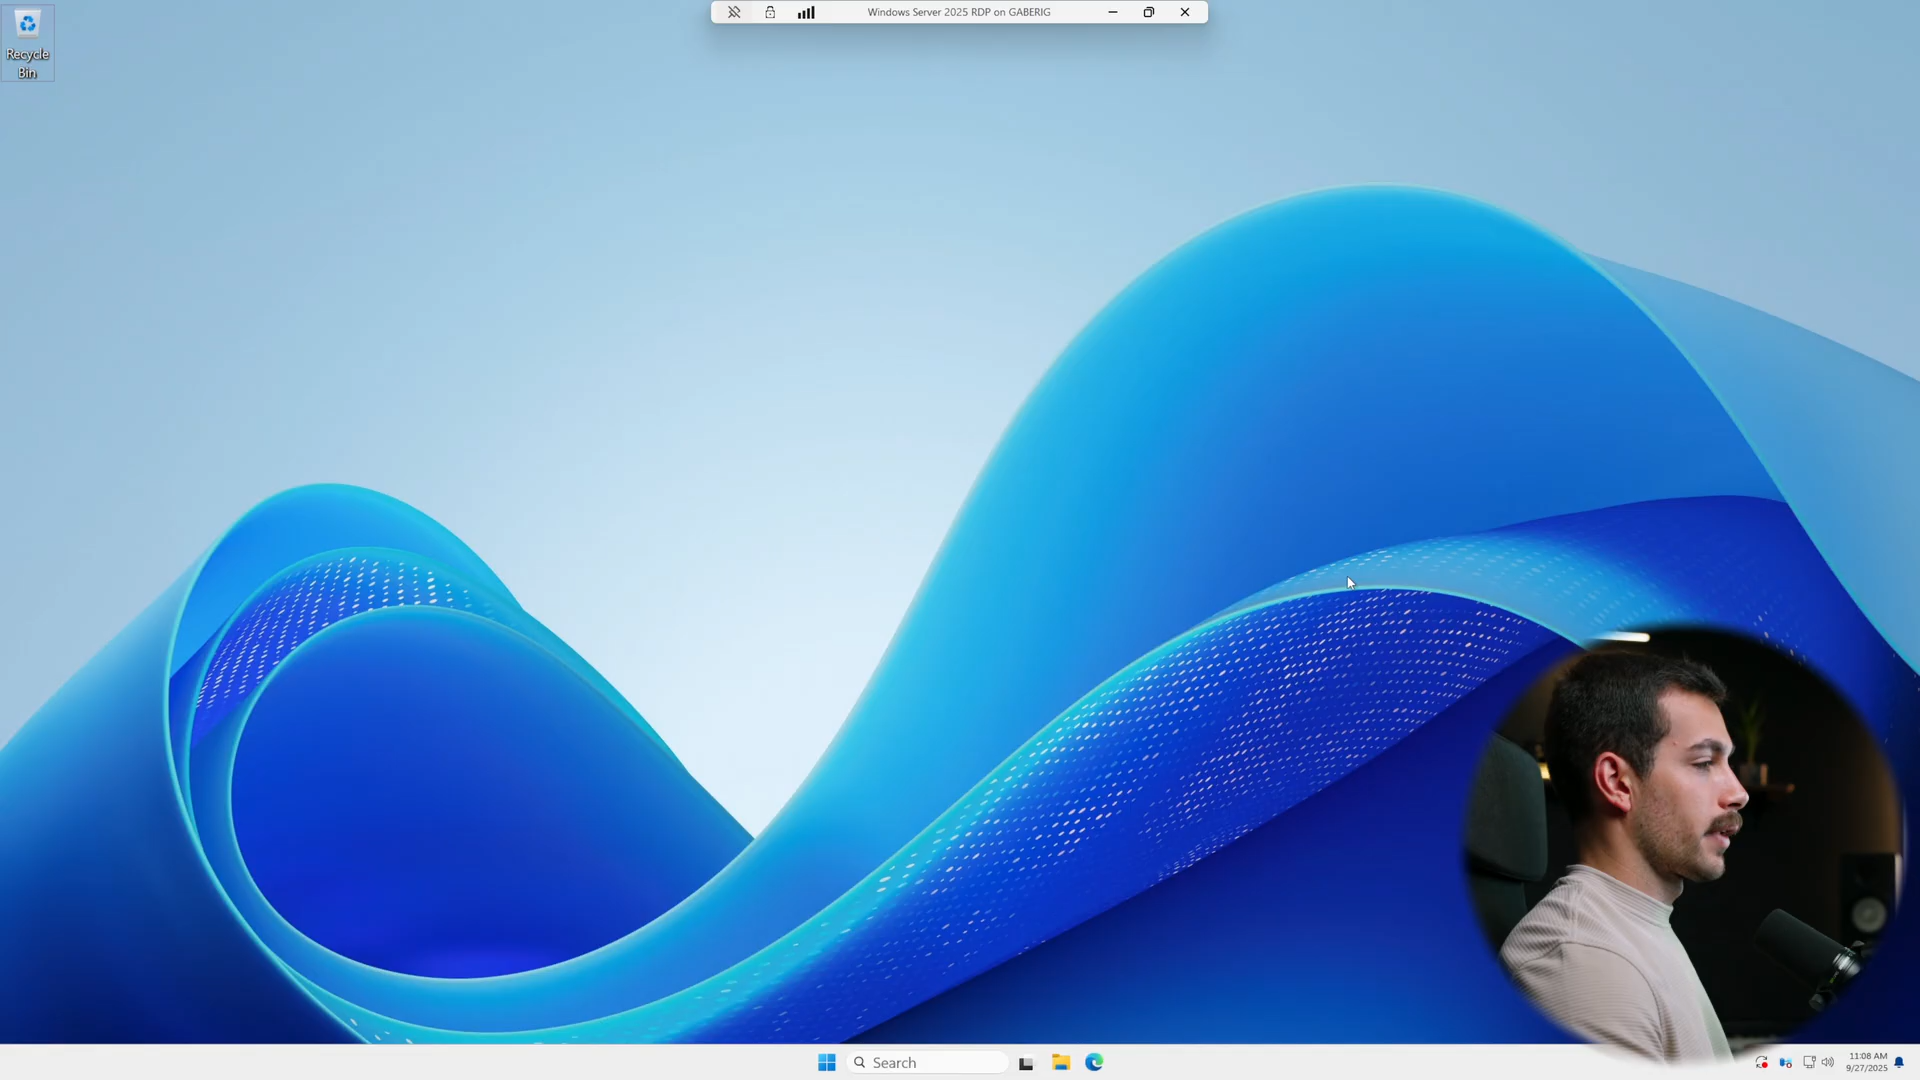 Windows Server 2025 RDP on GABERIG
Recycle
Bin
Search
11:08 AM
9/27/2025